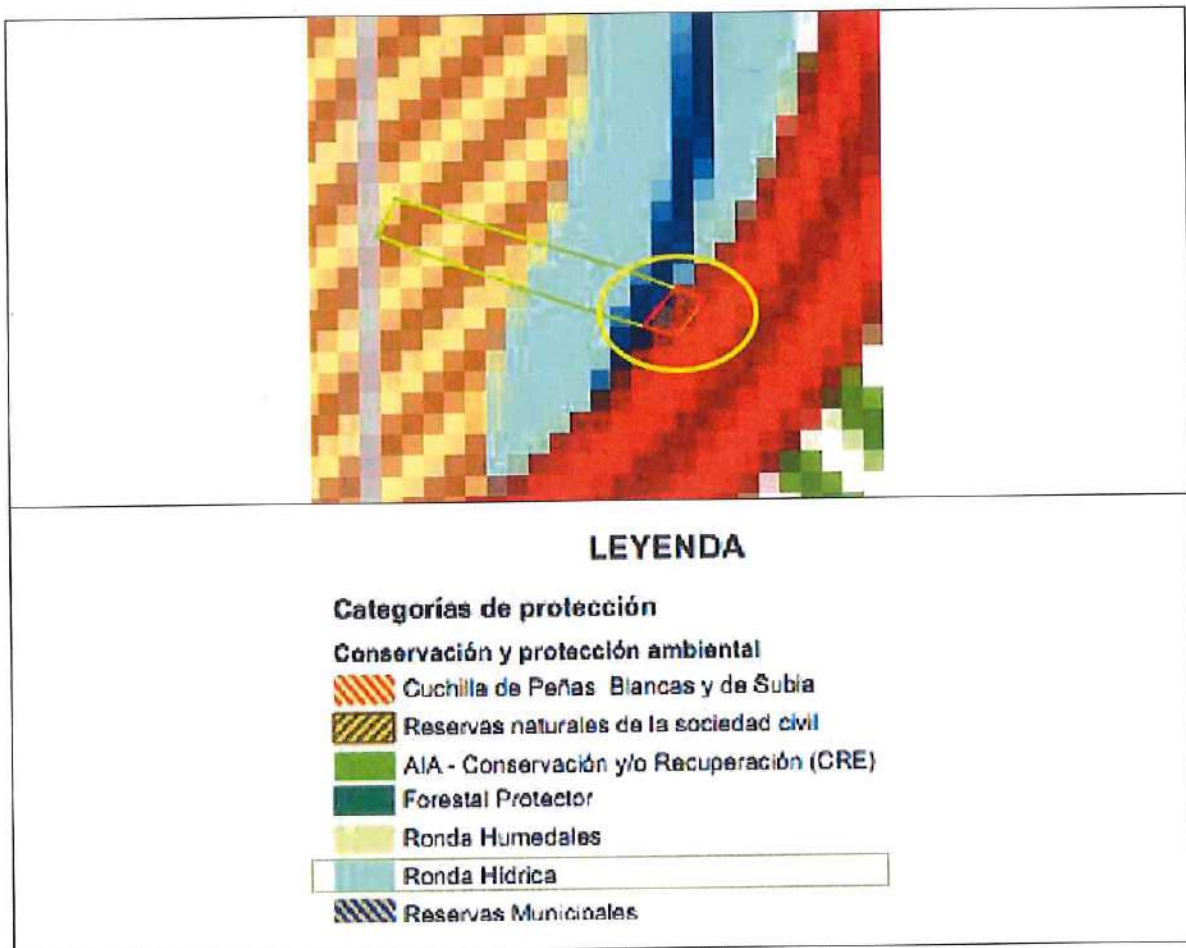 LEYENDA
Categorías de protección
Conservación y protección ambiental
Cuchilla de Peñas Blancas y de Subia
Reservas naturales de la sociedad civil
AIA - Conservación y/o Recuperación (CRE)
Forestal Protector
Ronda Humedales
Ronda Hídrica
Reservas Municipales